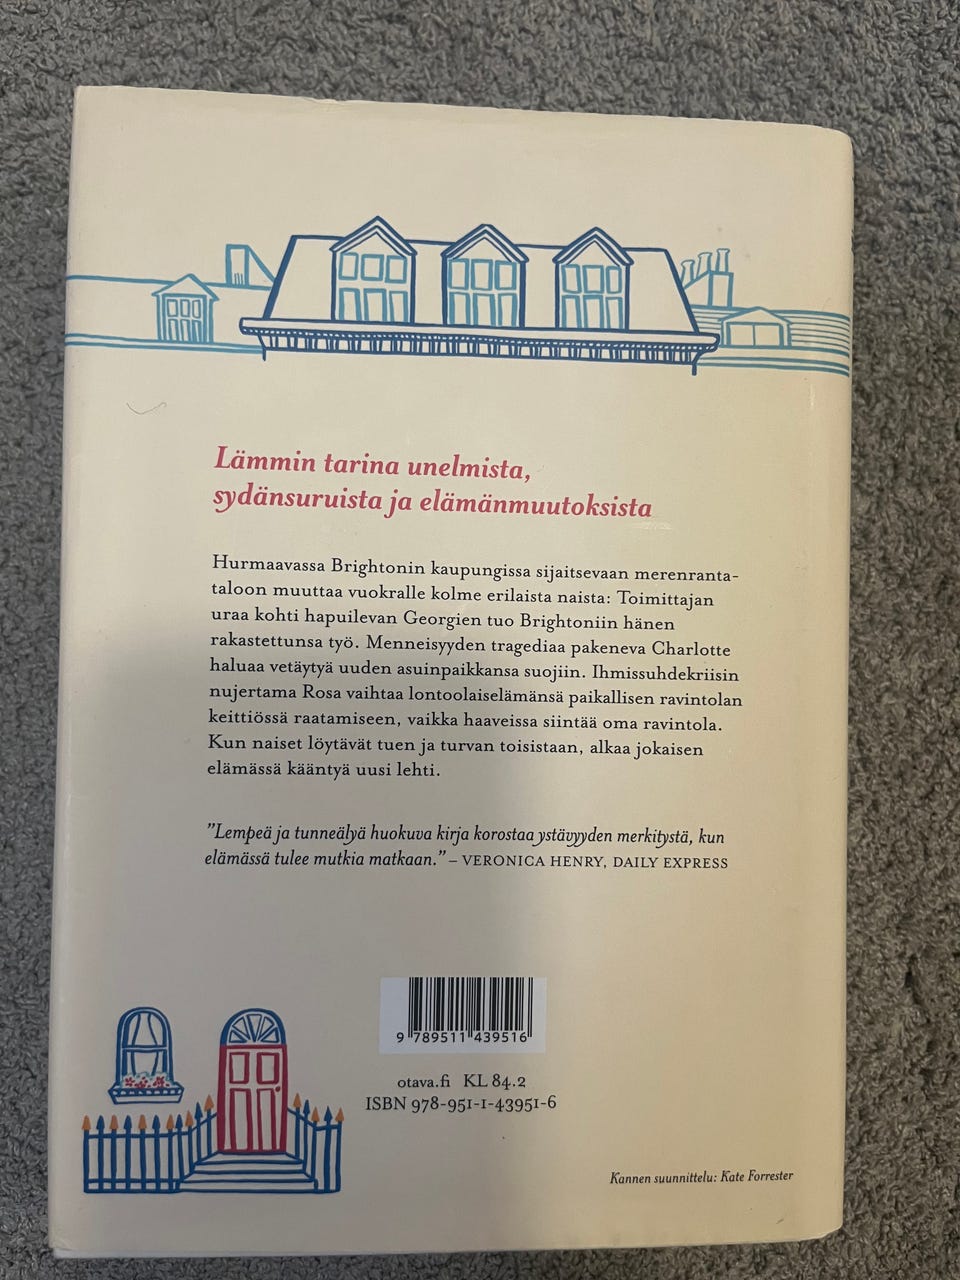 Lämmin tarina unelmista,
sydänsuruista ja elämänmuutoksista
Hurmaavassa Brightonin kaupungissa sijaitsevaan merenranta-
taloon muuttaa vuokralle kolme erilaista naista: Toimittajan
uraa kohti hapuilevan Georgien tuo Brightoniin hänen
rakastettunsa työ. Menneisyyden tragediaa pakeneva Charlotte
haluaa vetäytyä uuden asuinpaikkansa suojiin. Ihmissuhdekriisin
nujertama Rosa vaihtaa lontoolaiselämänsä paikallisen ravintolan
keittiössä raatamiseen, vaikka haaveissa siintää oma ravintola.
Kun naiset löytävät tuen ja turvan toisistaan, alkaa jokaisen
elämässä kääntyä uusi lehti.
”Lempeä ja tunneälyä huokuva kirja korostaa ystävyyden merkitystä, kun
elämässä tulee mutkia matkaan.” – VERONICA HENRY, DAILY EXPRESS
9 789511 439516
otava.fi KL 84.2
ISBN 978-951-1-43951-6
Kannen suunnittelu: Kate Forrester